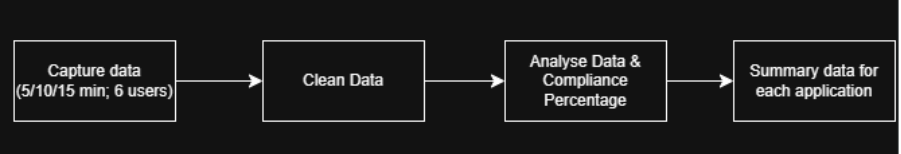 Capture data
(5/10/15 min; 6 users)
Clean Data
Analyse Data &
Compliance
Percentage
Summary data for
each application